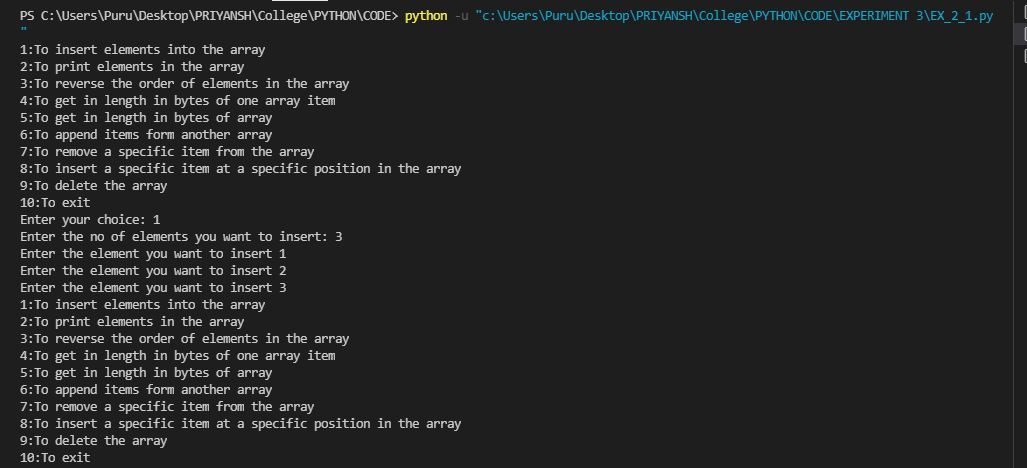 PS C:\Users\Puru\Desktop\PRIYANSH\College\PYTHON\CODE> python -u "c:\Users\Puru\Desktop\PRIYANSH\College\PYTHON\CODE\EXPERIMENT 3\EX_2_1.py
"
1:To insert elements into the array
2:To print elements in the array
3:To reverse the order of elements in the array
4:To get in length in bytes of one array item
5:To get in length in bytes of array
6:To append items form another array
7:To remove a specific item from the array
8:To insert a specific item at a specific position in the array
9:To delete the array
10:To exit
Enter your choice: 1
Enter the no of elements you want to insert: 3
Enter the element you want to insert 1
Enter the element you want to insert 2
Enter the element you want to insert 3
1:To insert elements into the array
2:To print elements in the array
3:To reverse the order of elements in the array
4:To get in length in bytes of one array item
5:To get in length in bytes of array
6:To append items form another array
7:To remove a specific item from the array
8:To insert a specific item at a specific position in the array
9:To delete the array
10:To exit